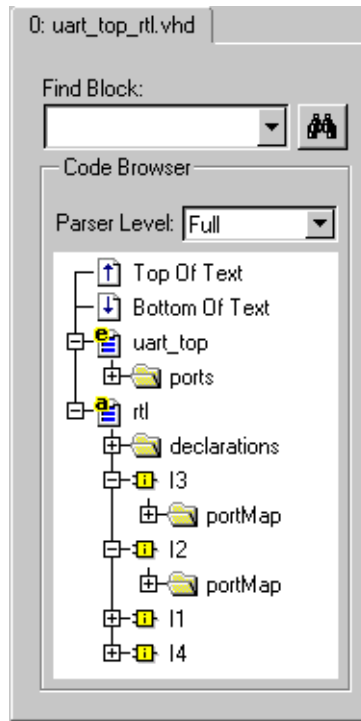 0: uart_top_rtl.vhd
Find Block:
Code Browser
Parser Level: Full
Top Of Text
Bottom Of Text
e uart_top
ports
a rtl
declarations
i I3
portMap
i I2
portMap
i I1
i I4